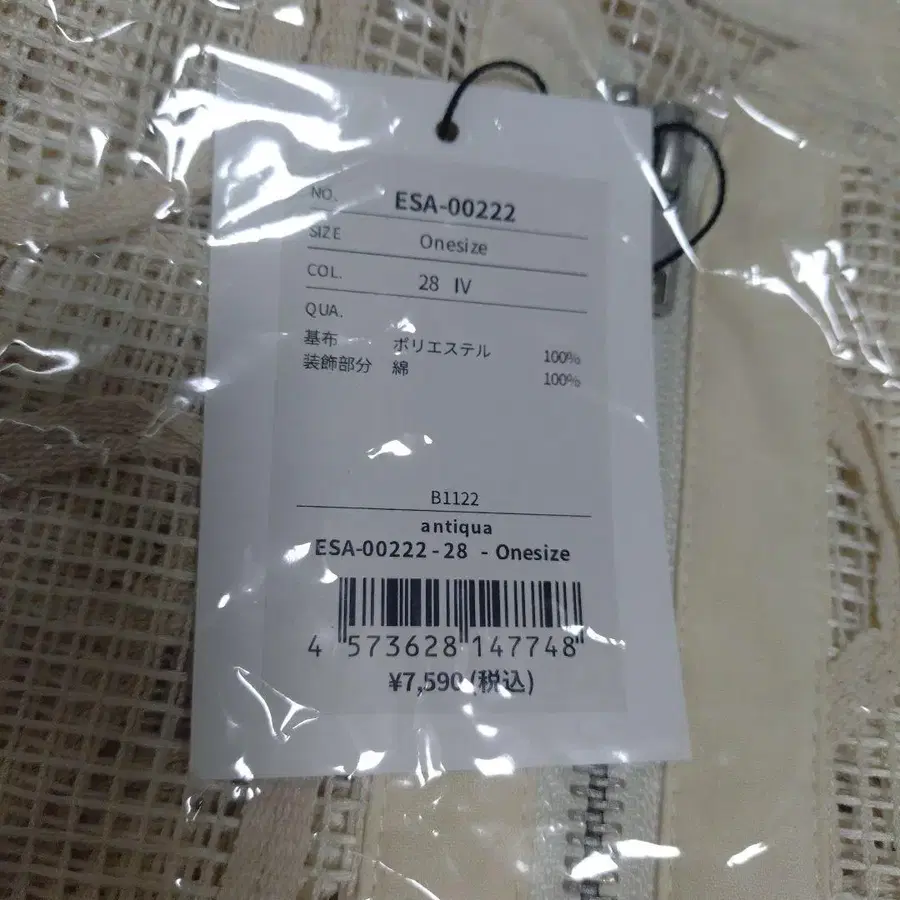 NO. ESA-00222
SIZE Onesize
COL. 28 IV
QUA.
基布 ポリエステル 100%
装飾部分 綿 100%
B1122
antiqua
ESA-00222-28 - Onesize
4 573628 147748
¥7,590(税込)